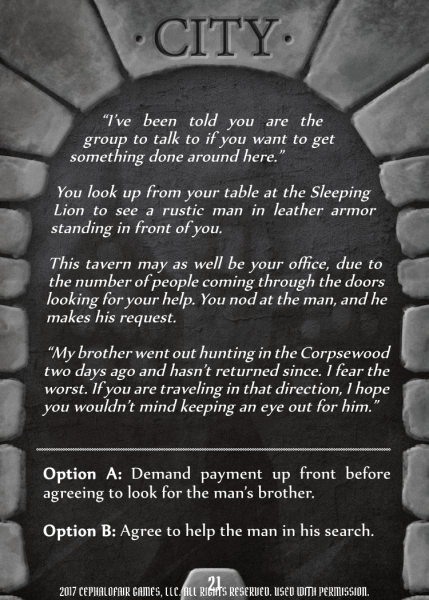 · CITY ·
“I’ve been told you are the
group to talk to if you want to get
something done around here.”
You look up from your table at the Sleeping
Lion to see a rustic man in leather armor
standing in front of you.
This tavern may as well be your office, due to
the number of people coming through the doors
looking for your help. You nod at the man, and he
makes his request.
“My brother went out hunting in the Corpsewood
two days ago and hasn’t returned since. I fear the
worst. If you are traveling in that direction, I hope
you wouldn’t mind keeping an eye out for him.”
Option A: Demand payment up front before
agreeing to look for the man’s brother.
Option B: Agree to help the man in his search.
21
2017 CEPHALOFAIR GAMES, LLC. ALL RIGHTS RESERVED. USED WITH PERMISSION.